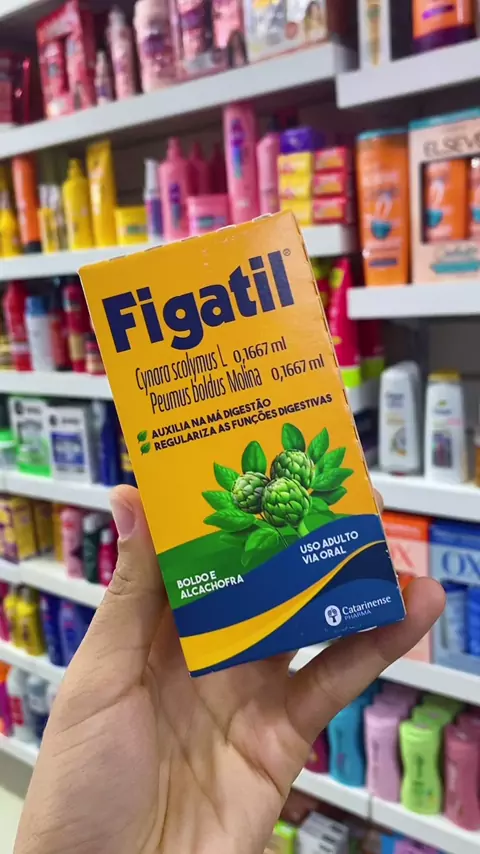 Figatil®
Cynara scolymus L 0,1667 ml
Peumus boldus Molina 0,1667 ml
AUXILIA NA MÁ DIGESTÃO
REGULARIZA AS FUNÇÕES DIGESTIVAS
BOLDO E
ALCACHOFRA
USO ADULTO
VIA ORAL
Catarinense
PHARMA
ELSEVE
OX